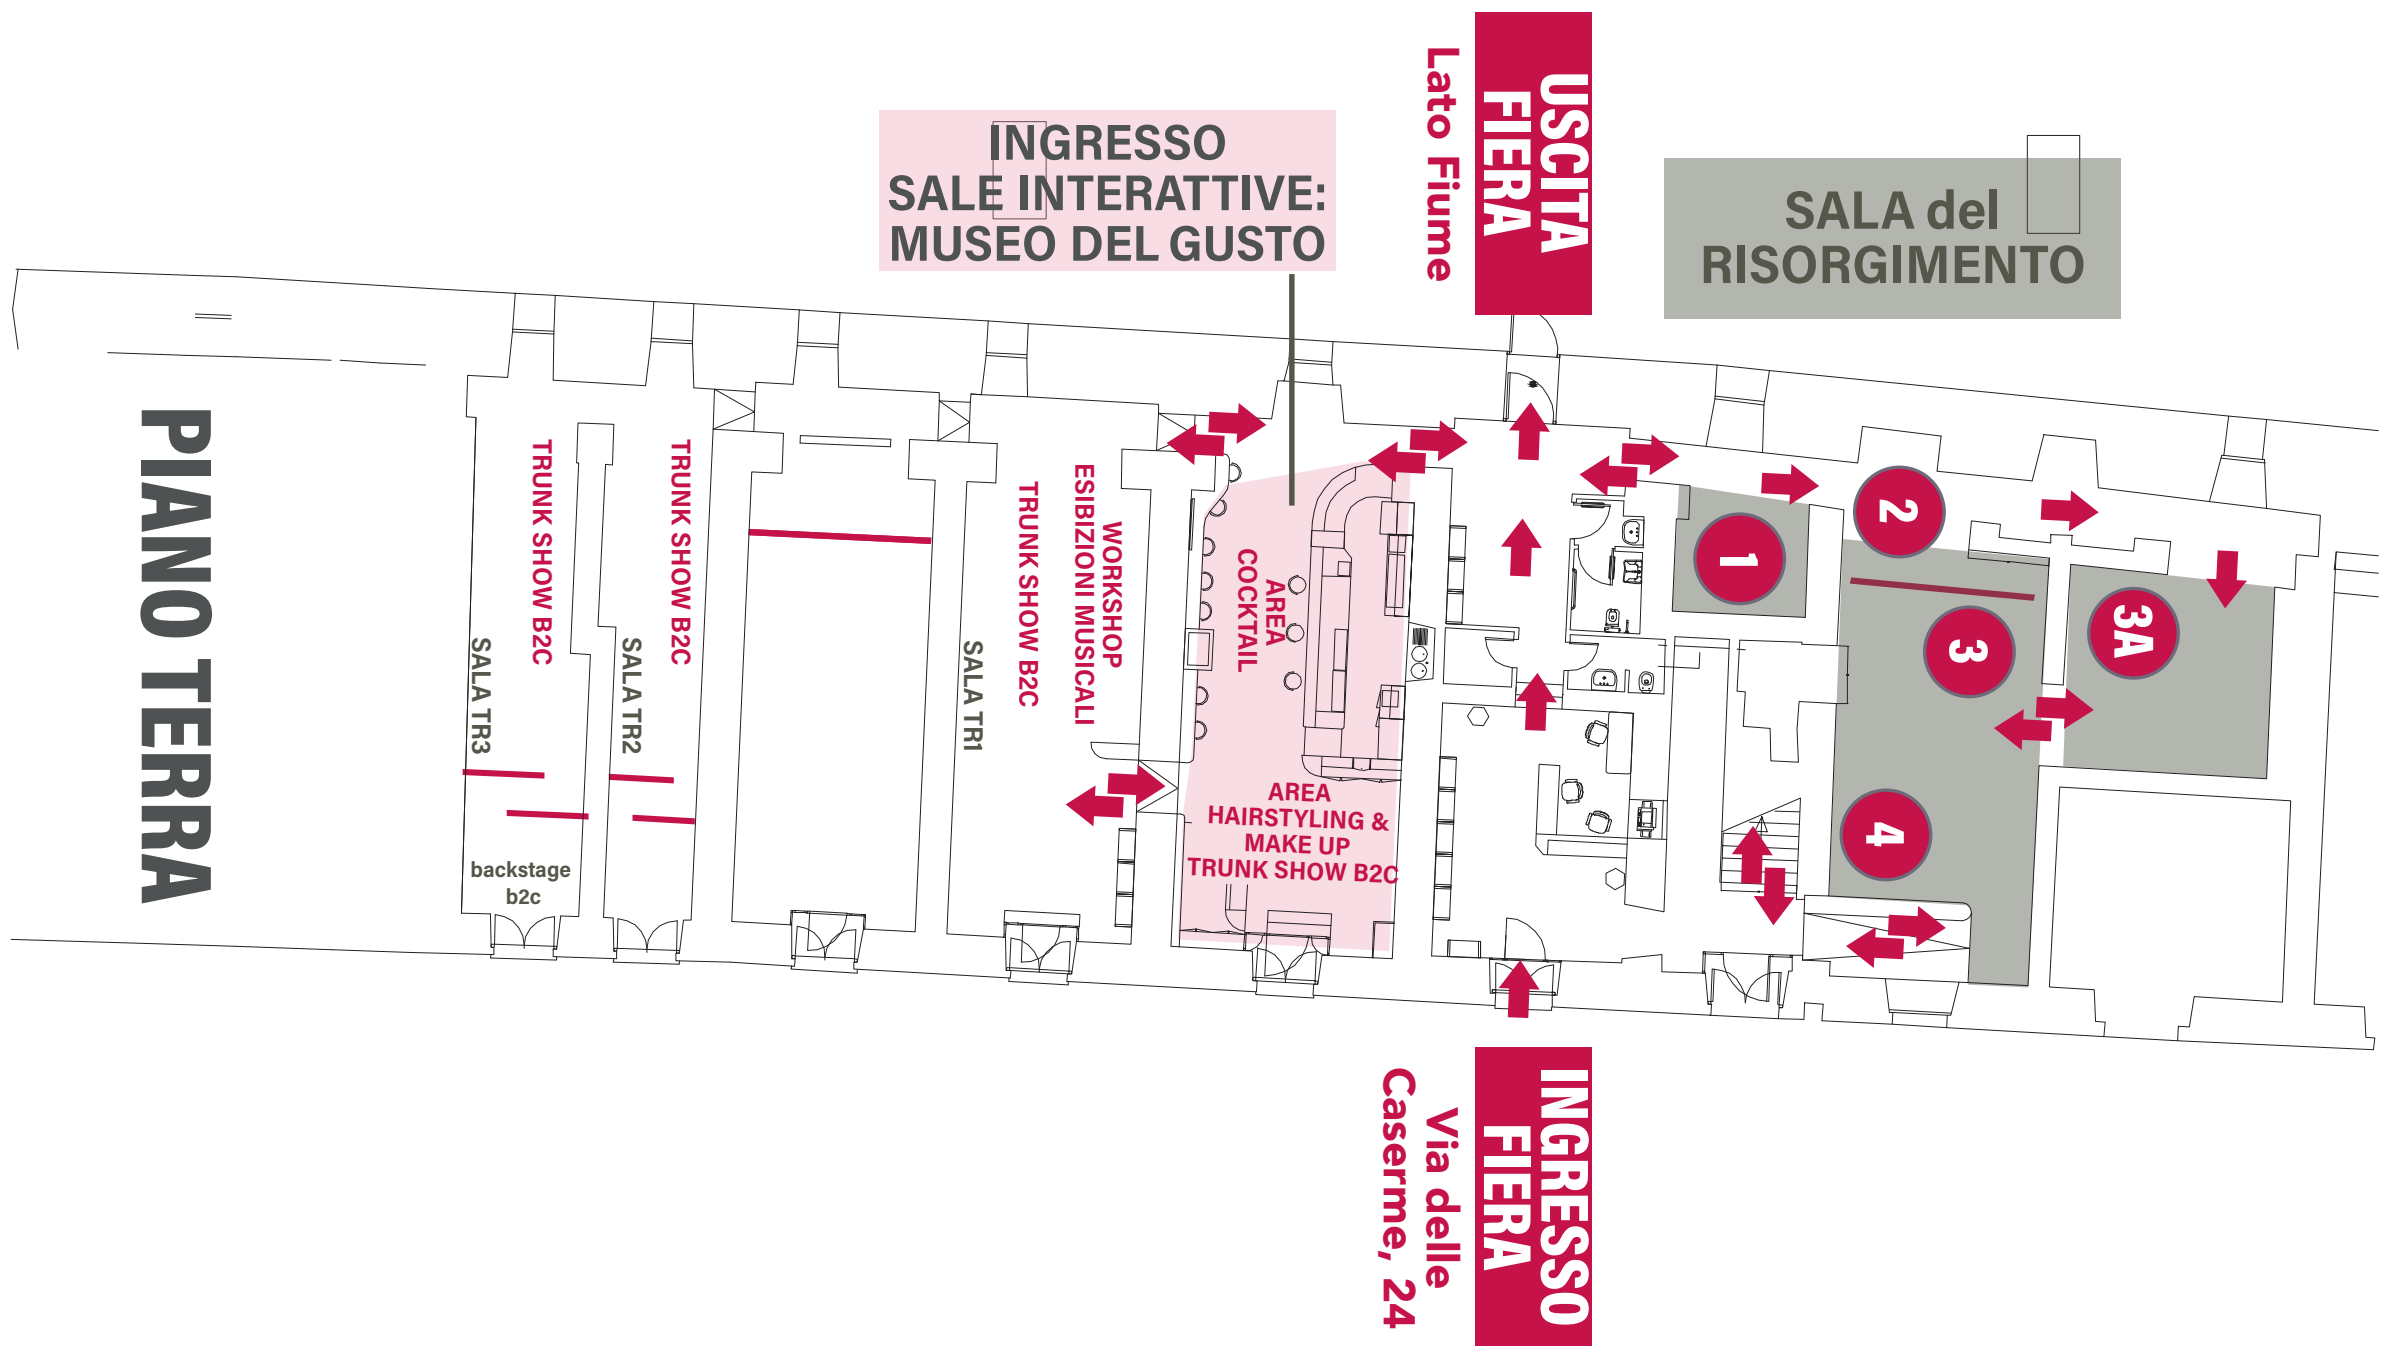 USCITA
FIERA
Lato Fiume
INGRESSO
SALE INTERATTIVE:
MUSEO DEL GUSTO
SALA del
RISORGIMENTO
PIANO TERRA
TRUNK SHOW B2C
SALA TR3
backstage
b2c
TRUNK SHOW B2C
SALA TR2
WORKSHOP
ESIBIZIONI MUSICALI
TRUNK SHOW B2C
SALA TR1
AREA
COCKTAIL
AREA
HAIRSTYLING &
MAKE UP
TRUNK SHOW B2C
1
2
3
3A
4
INGRESSO
FIERA
Via delle
Caserme, 24